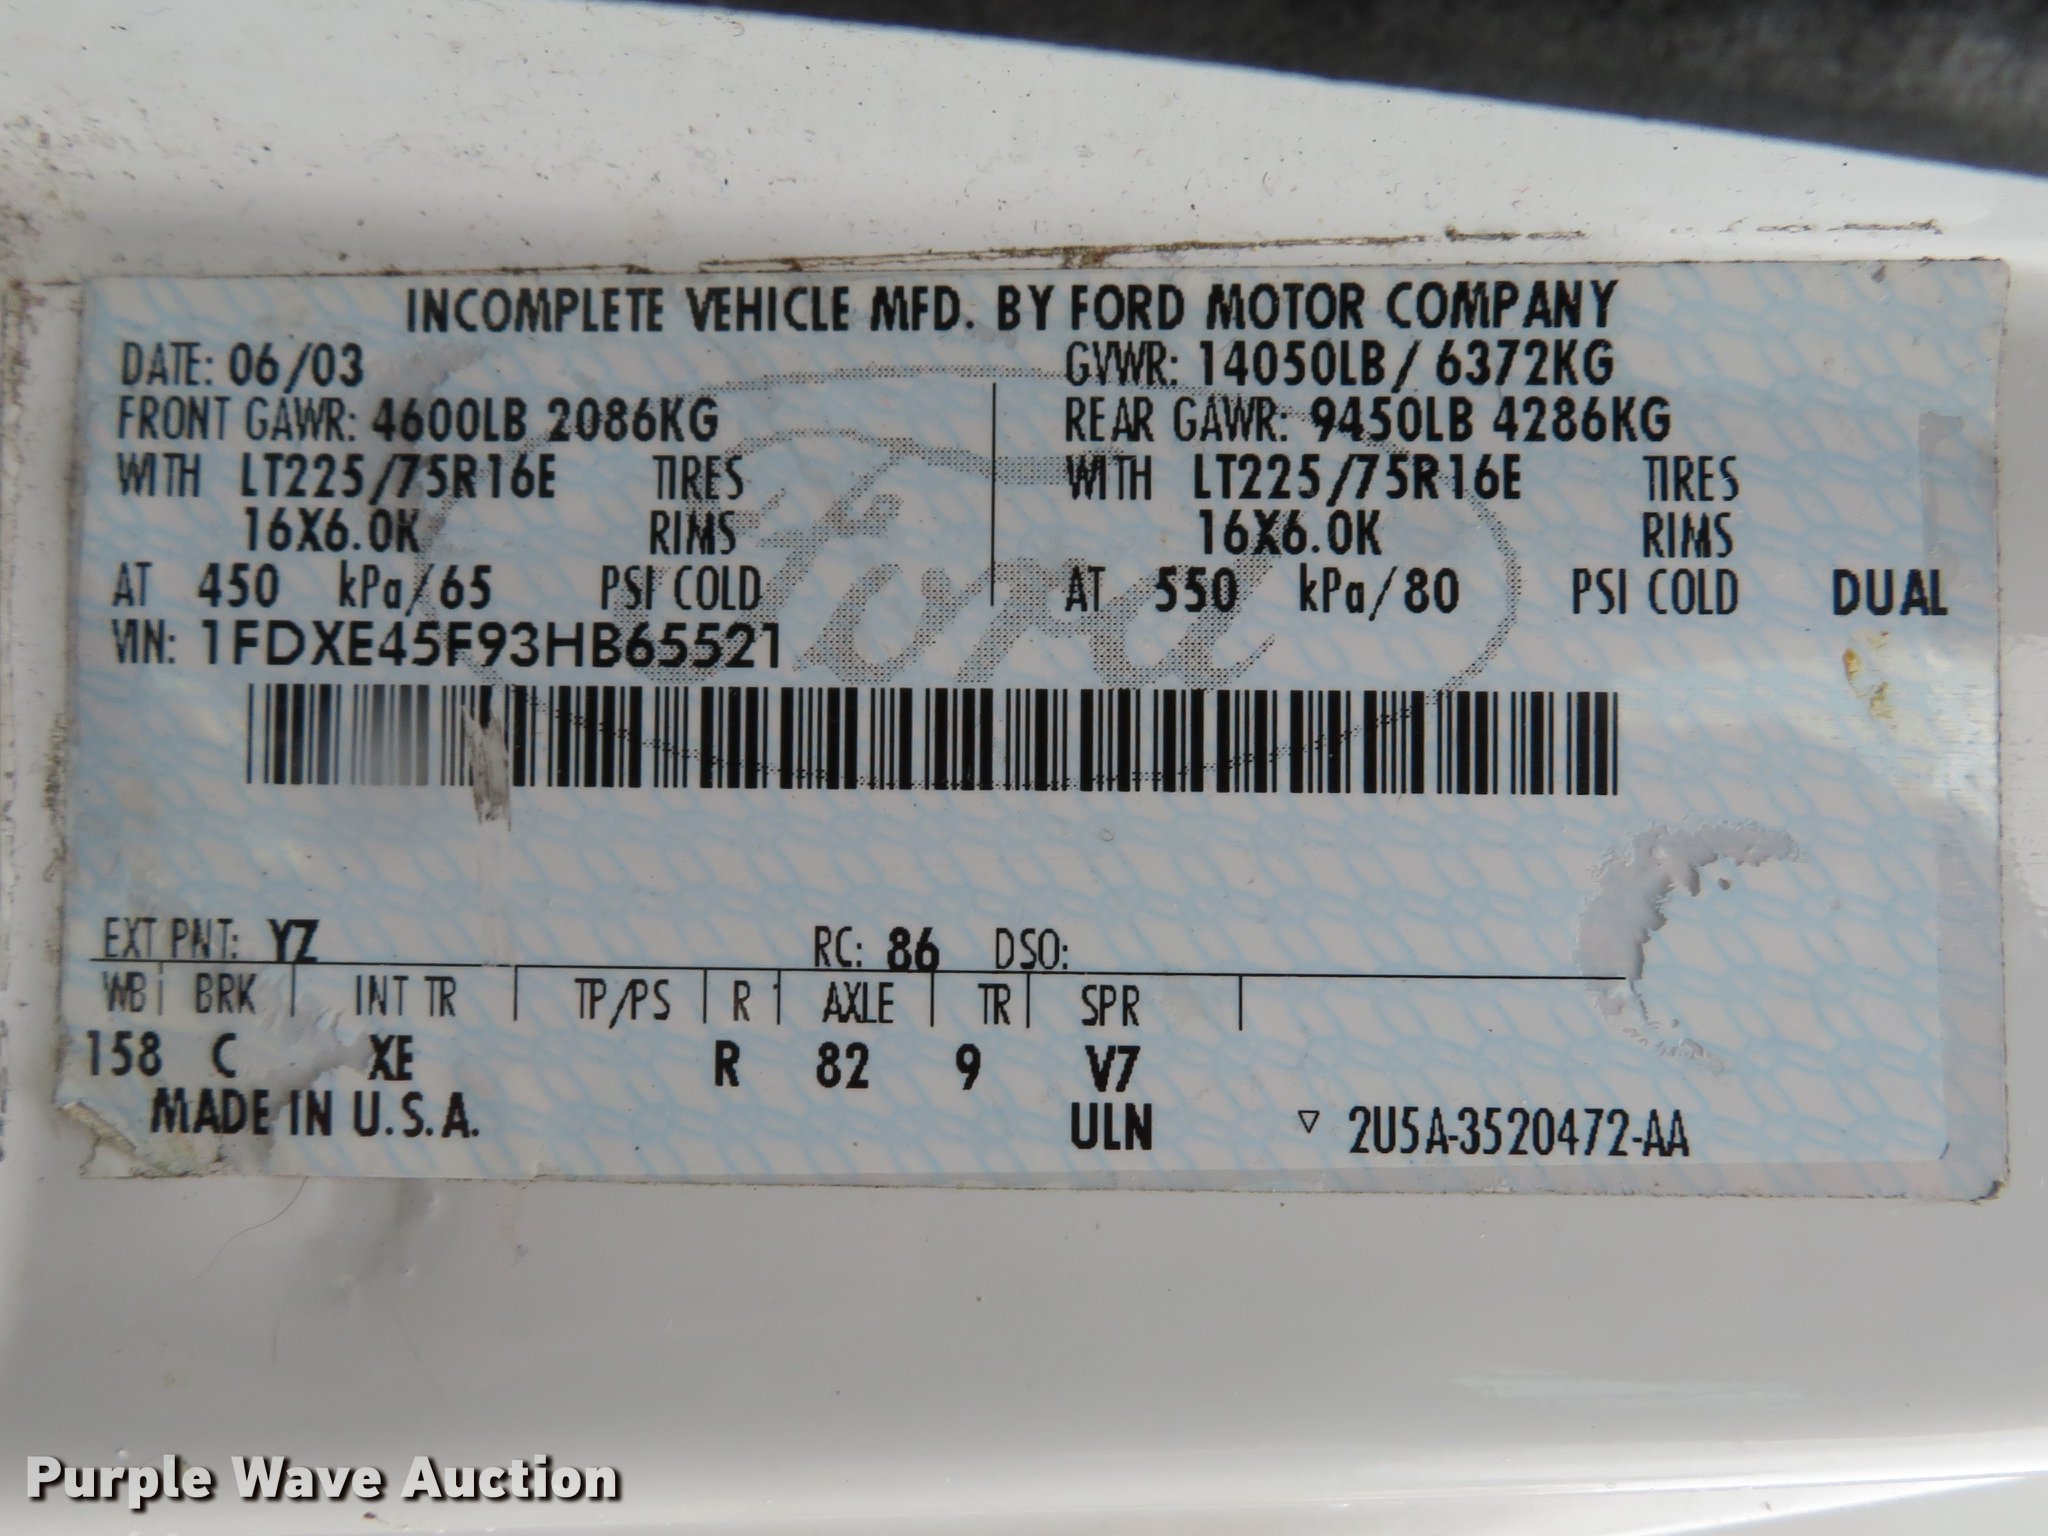 INCOMPLETE VEHICLE MFD. BY FORD MOTOR COMPANY
DATE: 06/03 GVWR: 14050LB/ 6372KG
FRONT GAWR: 4600LB 2086KG REAR GAWR: 9450LB 4286KG
WITH LT225/75R16E TIRES WITH LT225/75R16E TIRES
16X6.0K RIMS 16X6.0K RIMS
AT 450 kPa/65 PSI COLD AT 550 kPa/80 PSI COLD DUAL
VIN: 1FDXE45F93HB65521
Ford
EXT PNT: YZ RC: 86 DSO:
WB BRK INT TR TP/PS R AXLE TR SPR
158 C XE R 82 9 V7
MADE IN U.S.A. ULN 2U5A-3520472-AA
Purple Wave Auction